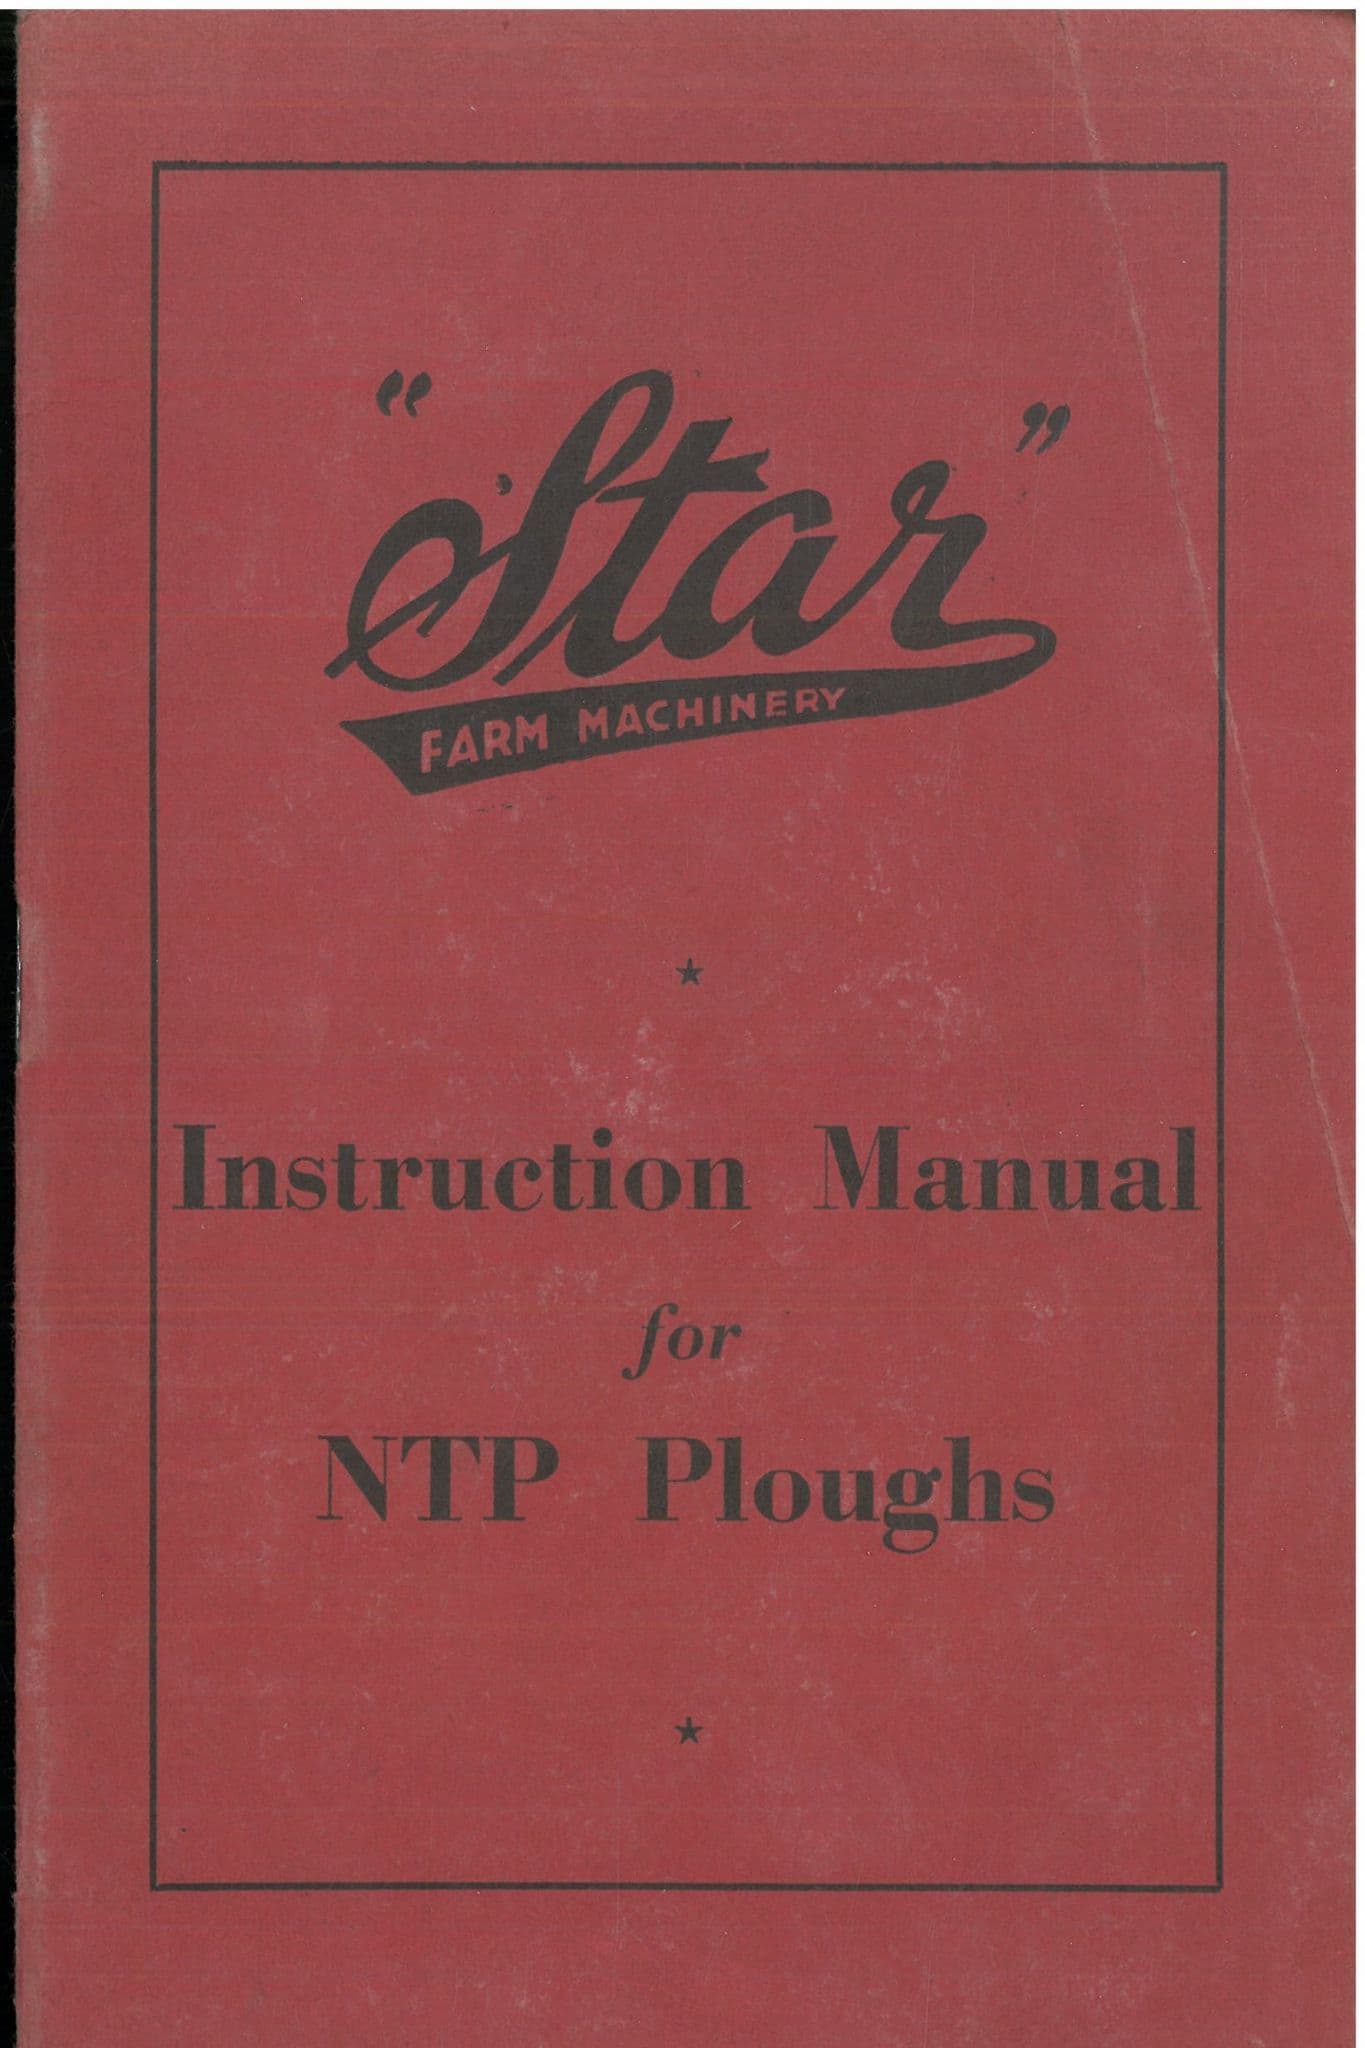 "Star"
FARM MACHINERY
Instruction Manual
for
NTP Ploughs